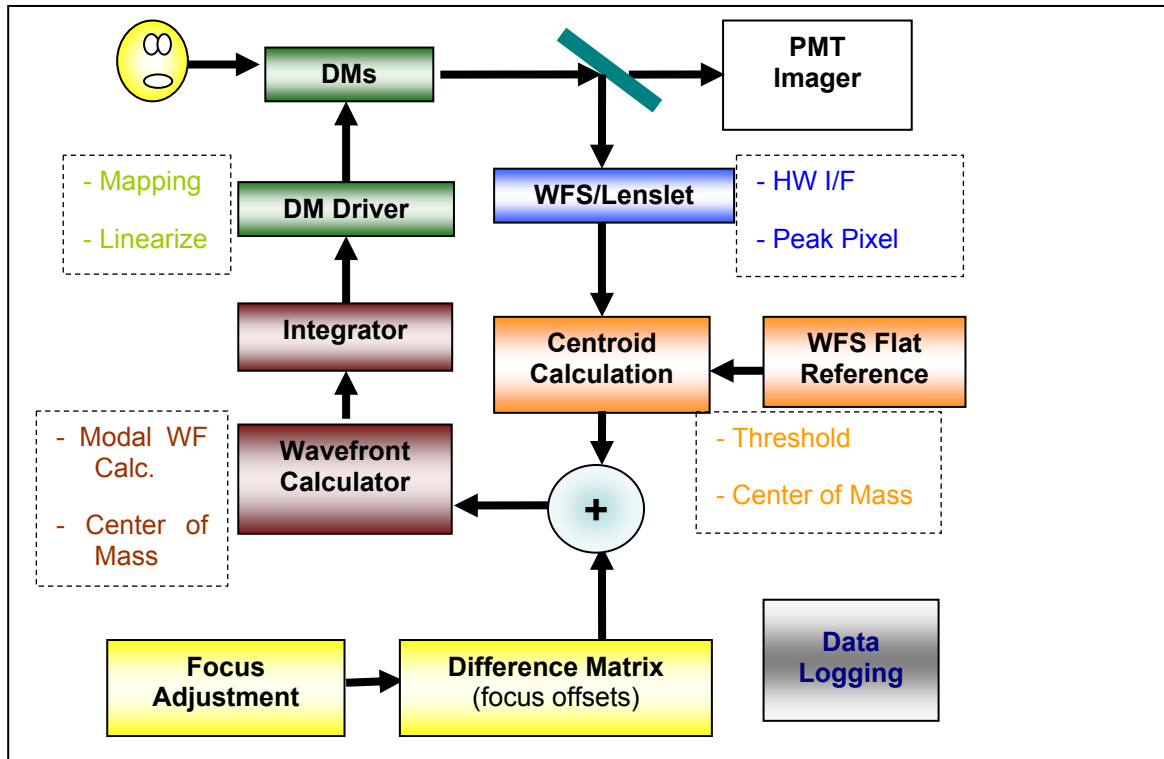 DMs
PMT
Imager
- Mapping
- Linearize
DM Driver
WFS/Lenslet
- HW I/F
- Peak Pixel
Integrator
Centroid
Calculation
WFS Flat
Reference
- Modal WF
Calc.
- Center of
Mass
Wavefront
Calculator
+
- Threshold
- Center of Mass
Focus
Adjustment
Difference Matrix
(focus offsets)
Data
Logging